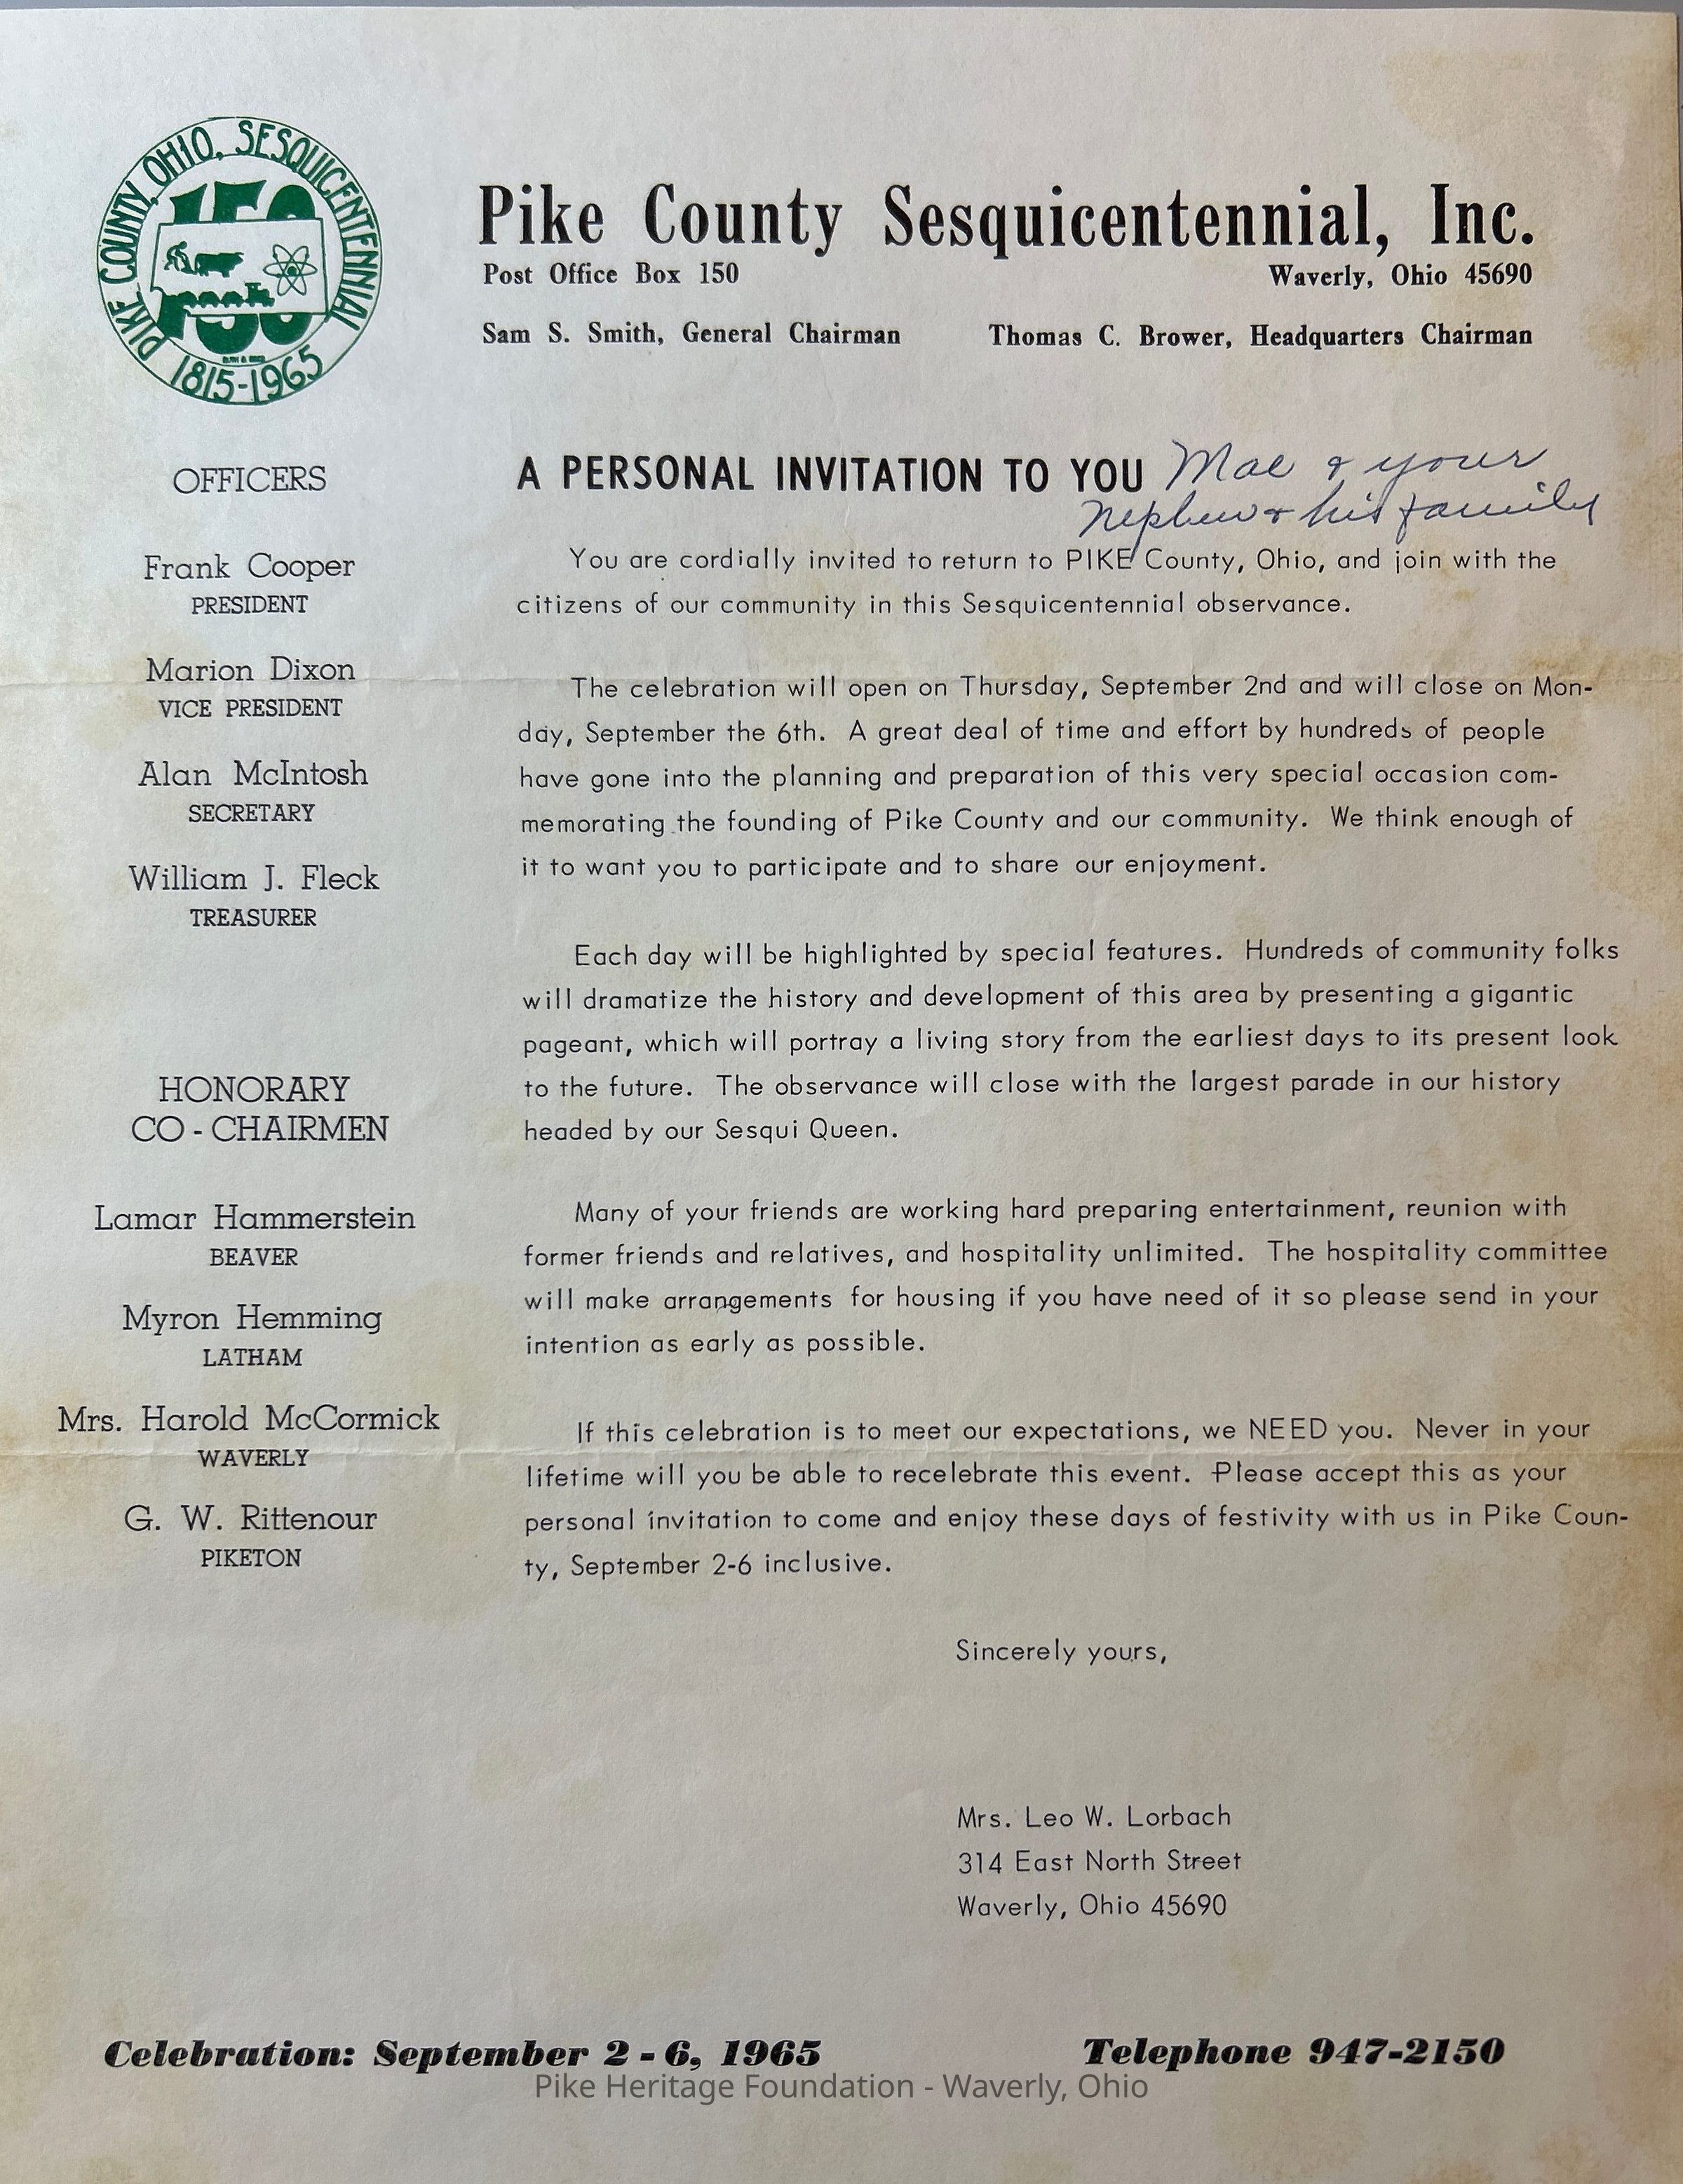 PIKE COUNTY, OHIO, SESQUICENTENNIAL
150
1815-1965
Pike County Sesquicentennial, Inc.
Post Office Box 150 Waverly, Ohio 45690
Sam S. Smith, General Chairman Thomas C. Brower, Headquarters Chairman
OFFICERS
Frank Cooper
PRESIDENT
Marion Dixon
VICE PRESIDENT
Alan McIntosh
SECRETARY
William J. Fleck
TREASURER
HONORARY
CO - CHAIRMEN
Lamar Hammerstein
BEAVER
Myron Hemming
LATHAM
Mrs. Harold McCormick
WAVERLY
G. W. Rittenour
PIKETON
A PERSONAL INVITATION TO YOU Mae & your
nephew & his family
You are cordially invited to return to PIKE County, Ohio, and join with the
citizens of our community in this Sesquicentennial observance.
The celebration will open on Thursday, September 2nd and will close on Mon-
day, September the 6th. A great deal of time and effort by hundreds of people
have gone into the planning and preparation of this very special occasion com-
memorating the founding of Pike County and our community. We think enough of
it to want you to participate and to share our enjoyment.
Each day will be highlighted by special features. Hundreds of community folks
will dramatize the history and development of this area by presenting a gigantic
pageant, which will portray a living story from the earliest days to its present look
to the future. The observance will close with the largest parade in our history
headed by our Sesqui Queen.
Many of your friends are working hard preparing entertainment, reunion with
former friends and relatives, and hospitality unlimited. The hospitality committee
will make arrangements for housing if you have need of it so please send in your
intention as early as possible.
If this celebration is to meet our expectations, we NEED you. Never in your
lifetime will you be able to recelebrate this event. Please accept this as your
personal invitation to come and enjoy these days of festivity with us in Pike Coun-
ty, September 2-6 inclusive.
Sincerely yours,
Mrs. Leo W. Lorbach
314 East North Street
Waverly, Ohio 45690
Celebration: September 2 - 6, 1965 Telephone 947-2150
Pike Heritage Foundation - Waverly, Ohio